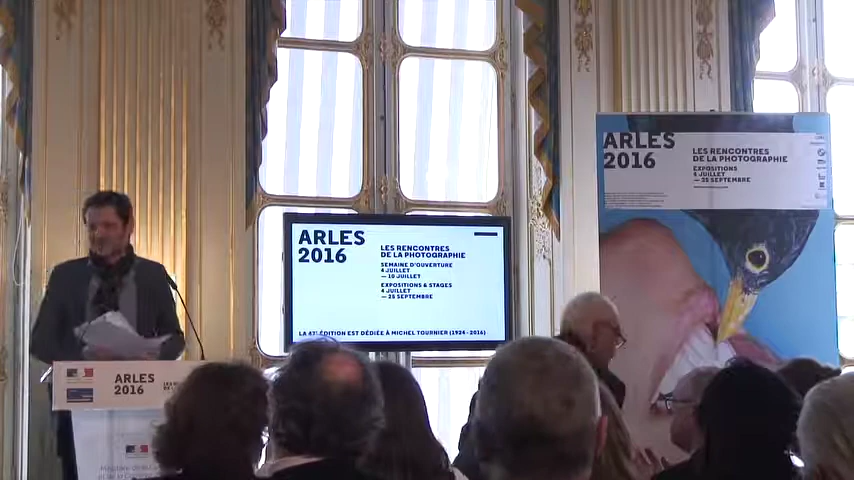 ARLES
2016
LES RENCONTRES
DE LA PHOTOGRAPHIE
SEMAINE D'OUVERTURE
4 JUILLET
— 10 JUILLET
EXPOSITIONS & STAGES
4 JUILLET
— 25 SEPTEMBRE
LA 47E ÉDITION EST DÉDIÉE À MICHEL TOURNIER (1924-2016)
ARLES
2016
LES RENCONTRES
DE LA PHOTOGRAPHIE
EXPOSITIONS
4 JUILLET
— 25 SEPTEMBRE
ARLES
2016